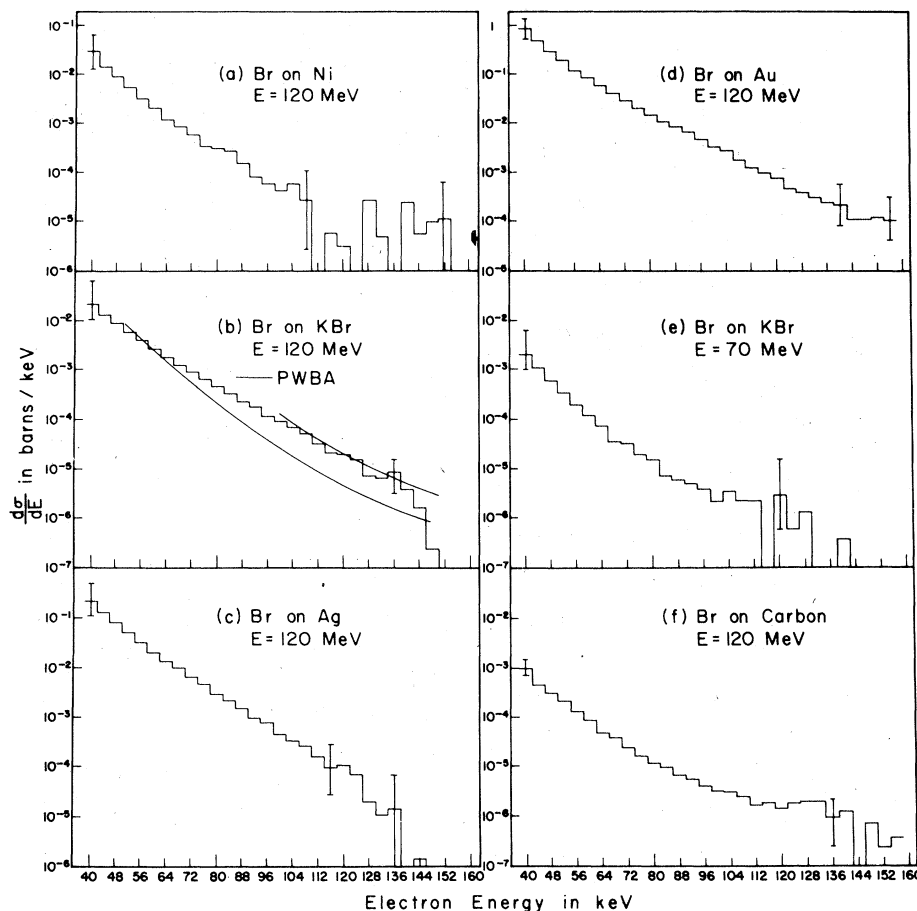 10⁻¹
10⁻²
10⁻³
10⁻⁴
10⁻⁵
10⁻⁶
(a) Br on Ni
E = 120 MeV
1
10⁻¹
10⁻²
10⁻³
10⁻⁴
10⁻⁵
10⁻⁶
(d) Br on Au
E = 120 MeV
10⁻²
10⁻³
10⁻⁴
10⁻⁵
10⁻⁶
10⁻⁷
(b) Br on KBr
E = 120 MeV
PWBA
10⁻²
10⁻³
10⁻⁴
10⁻⁵
10⁻⁶
10⁻⁷
(e) Br on KBr
E = 70 MeV
10⁻¹
10⁻²
10⁻³
10⁻⁴
10⁻⁵
10⁻⁶
(c) Br on Ag
E = 120 MeV
10⁻²
10⁻³
10⁻⁴
10⁻⁵
10⁻⁶
10⁻⁷
(f) Br on Carbon
E = 120 MeV
dσ/dE in barns / keV
40 48 56 64 72 80 88 96 104 112 120 128 136 144 152 160
40 48 56 64 72 80 88 96 104 112 120 128 136 144 152 160
Electron Energy in keV